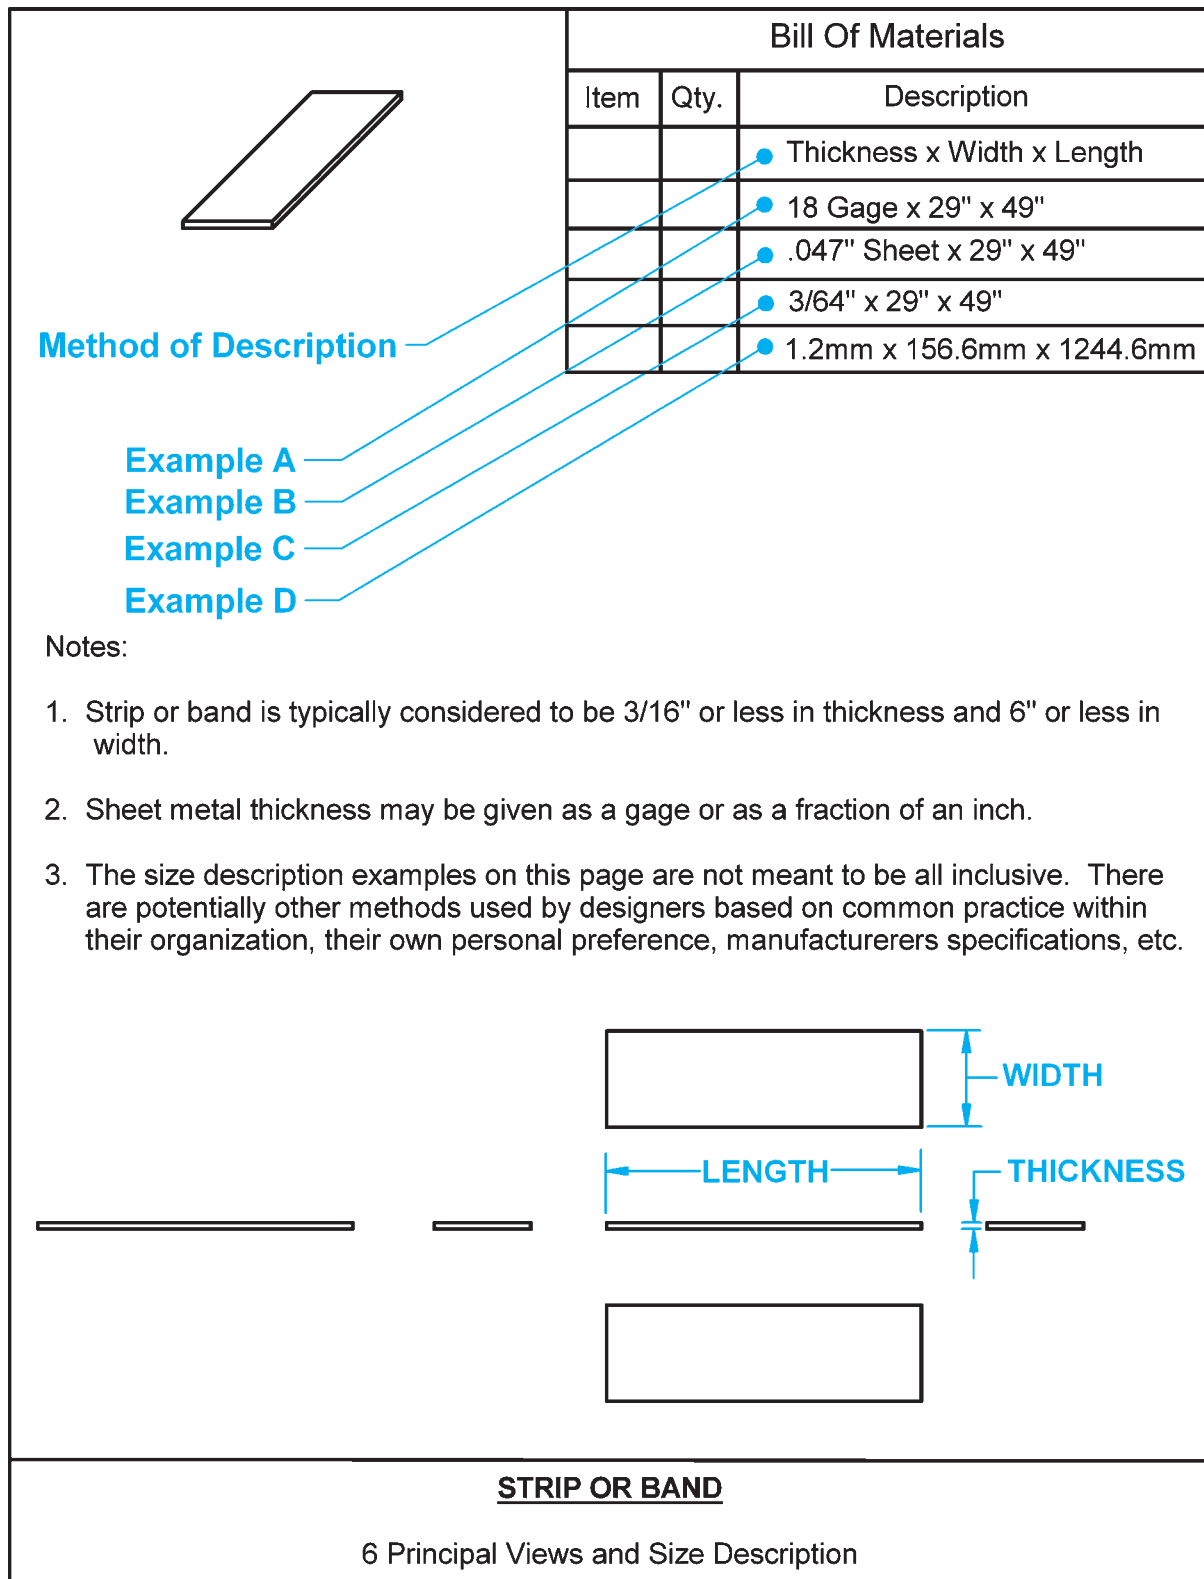 Bill Of Materials
Item Qty. Description
Thickness x Width x Length
18 Gage x 29" x 49"
.047" Sheet x 29" x 49"
3/64" x 29" x 49"
1.2mm x 156.6mm x 1244.6mm
Method of Description
Example A
Example B
Example C
Example D
Notes:
1. Strip or band is typically considered to be 3/16" or less in thickness and 6" or less in
width.
2. Sheet metal thickness may be given as a gage or as a fraction of an inch.
3. The size description examples on this page are not meant to be all inclusive. There
are potentially other methods used by designers based on common practice within
their organization, their own personal preference, manufacturerers specifications, etc.
WIDTH
LENGTH
THICKNESS
STRIP OR BAND
6 Principal Views and Size Description